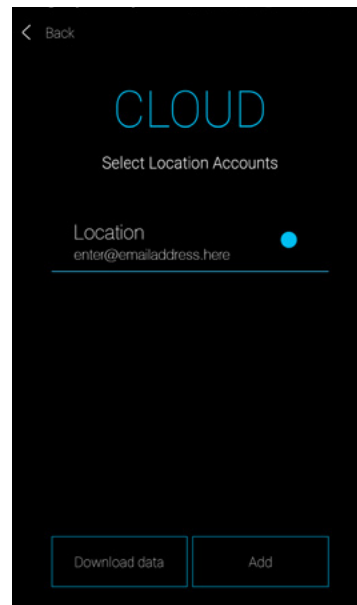 Back
CLOUD
Select Location Accounts
Location
enter@emailaddress.here
Download data
Add